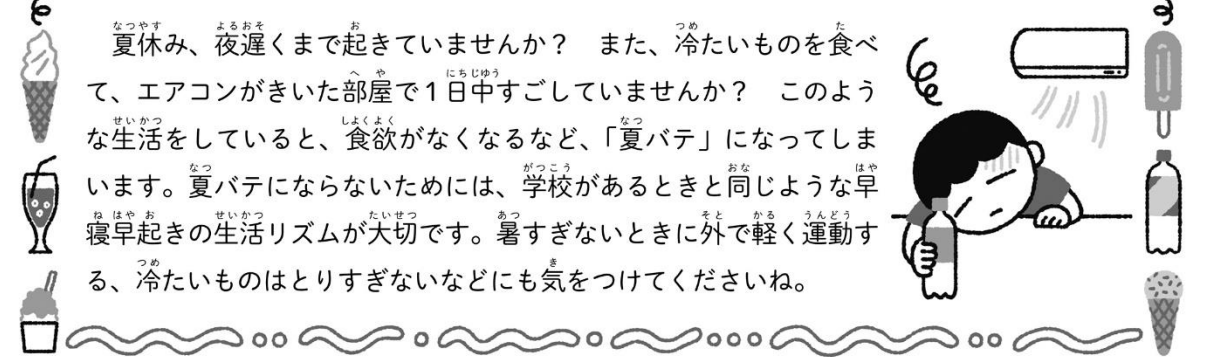 夏休み、夜遅くまで起きていませんか？　また、冷たいものを食べ
て、エアコンがきいた部屋で１日中すごしていませんか？　このよう
な生活をしていると、食欲がなくなるなど、「夏バテ」になってしま
います。夏バテにならないためには、学校があるときと同じような早
寝早起きの生活リズムが大切です。暑すぎないときに外で軽く運動す
る、冷たいものはとりすぎないなどにも気をつけてくださいね。